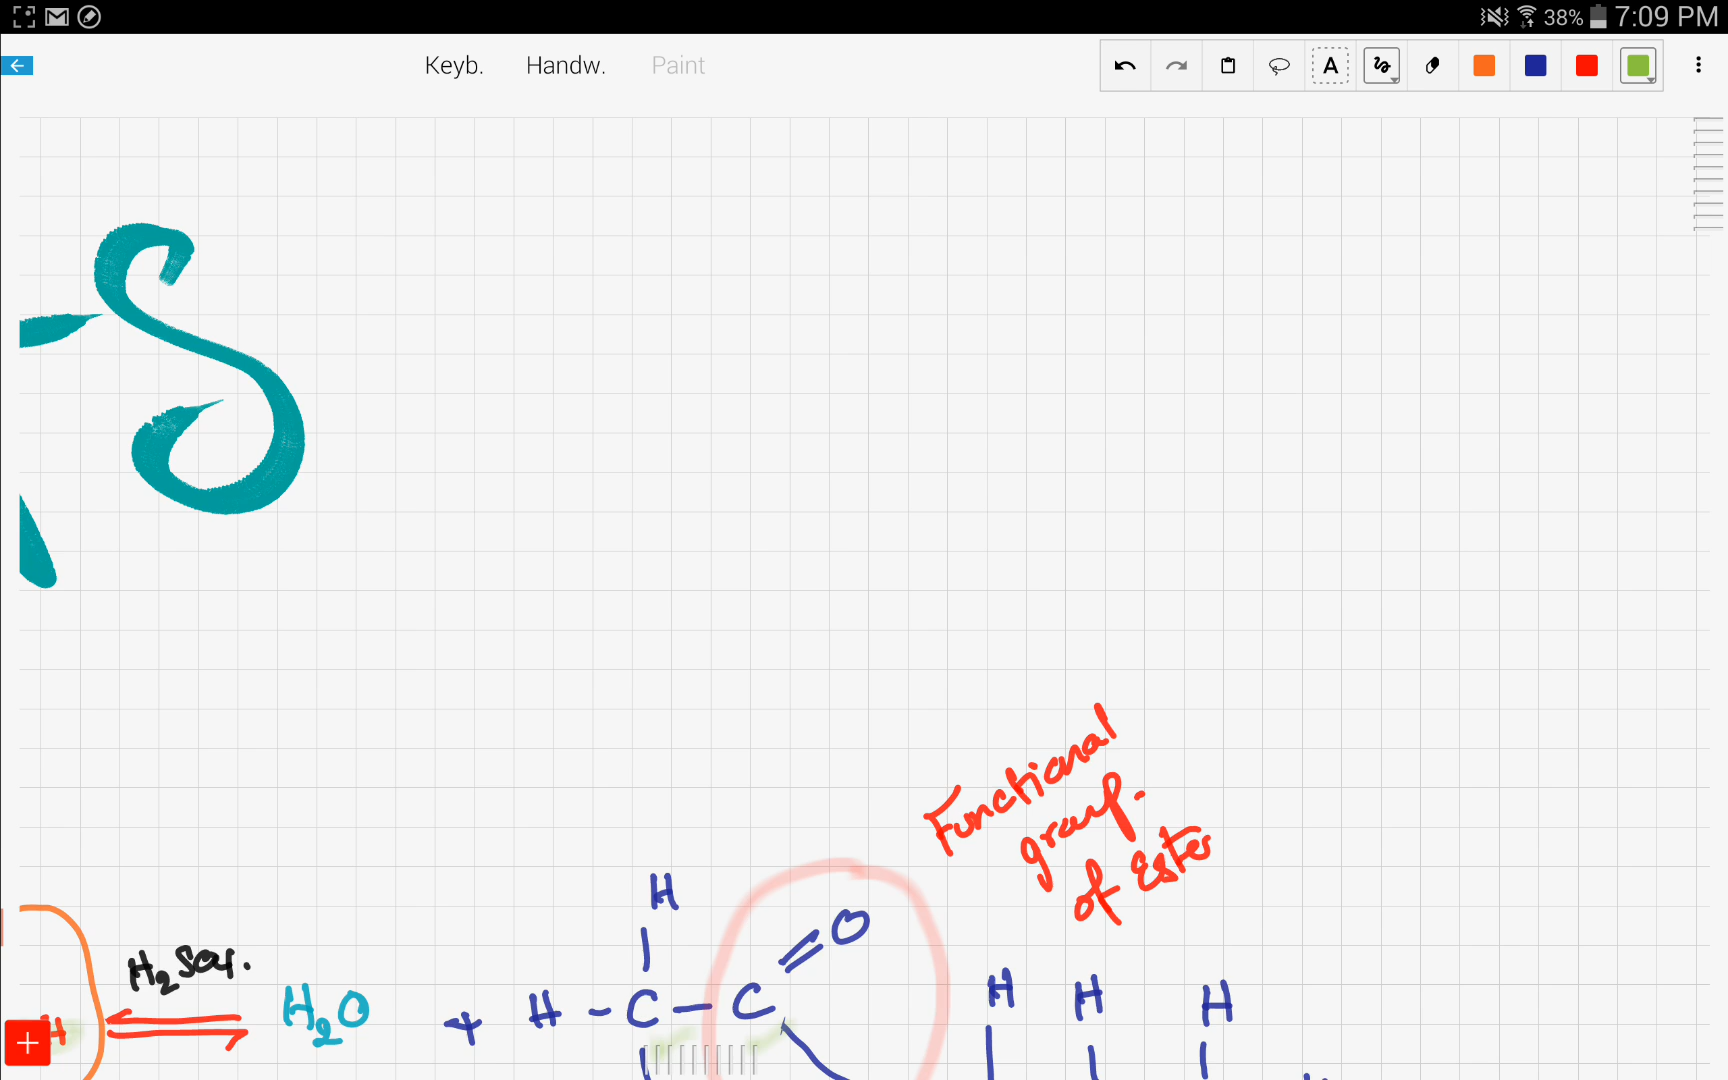 38% 7:09 PM
Keyb. Handw. Paint
A
S
Functional
group.
of Ester
H
O
H₂SO₄.
H
H₂O + H - C - C
H H H